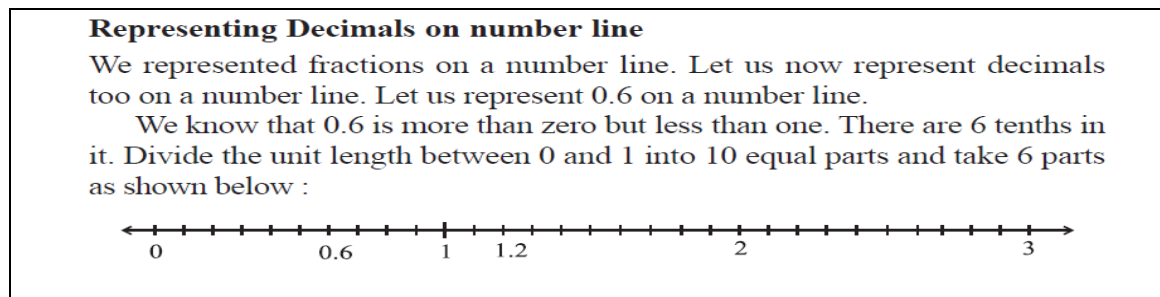 Representing Decimals on number line
We represented fractions on a number line. Let us now represent decimals
too on a number line. Let us represent 0.6 on a number line.
We know that 0.6 is more than zero but less than one. There are 6 tenths in
it. Divide the unit length between 0 and 1 into 10 equal parts and take 6 parts
as shown below :
0 0.6 1 1.2 2 3